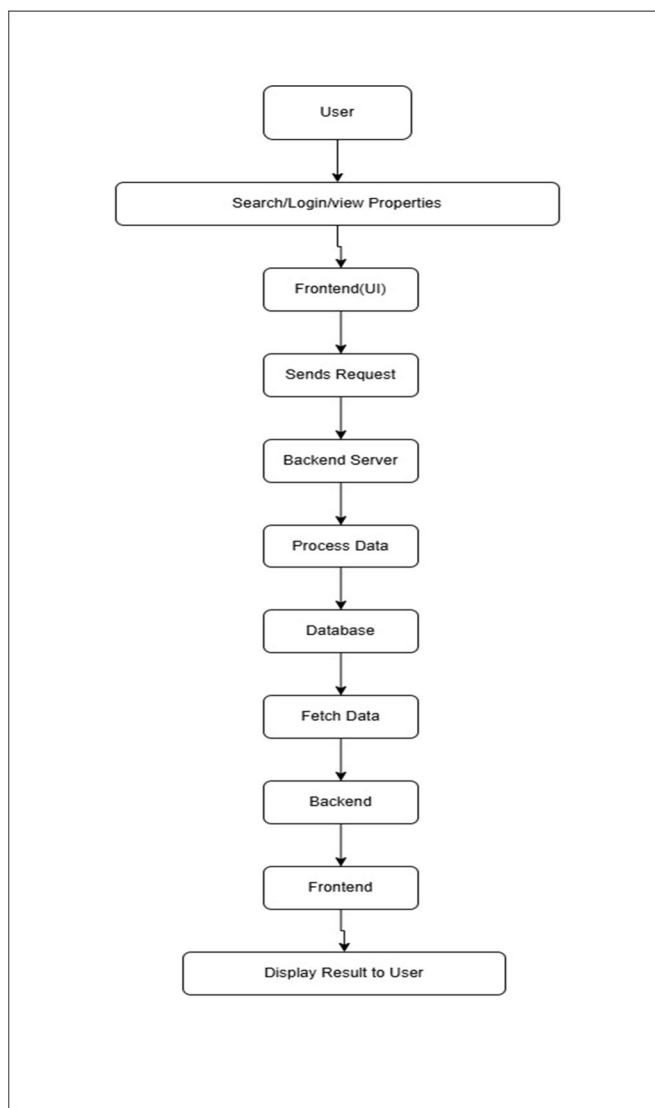 User
Search/Login/view Properties
Frontend(UI)
Sends Request
Backend Server
Process Data
Database
Fetch Data
Backend
Frontend
Display Result to User